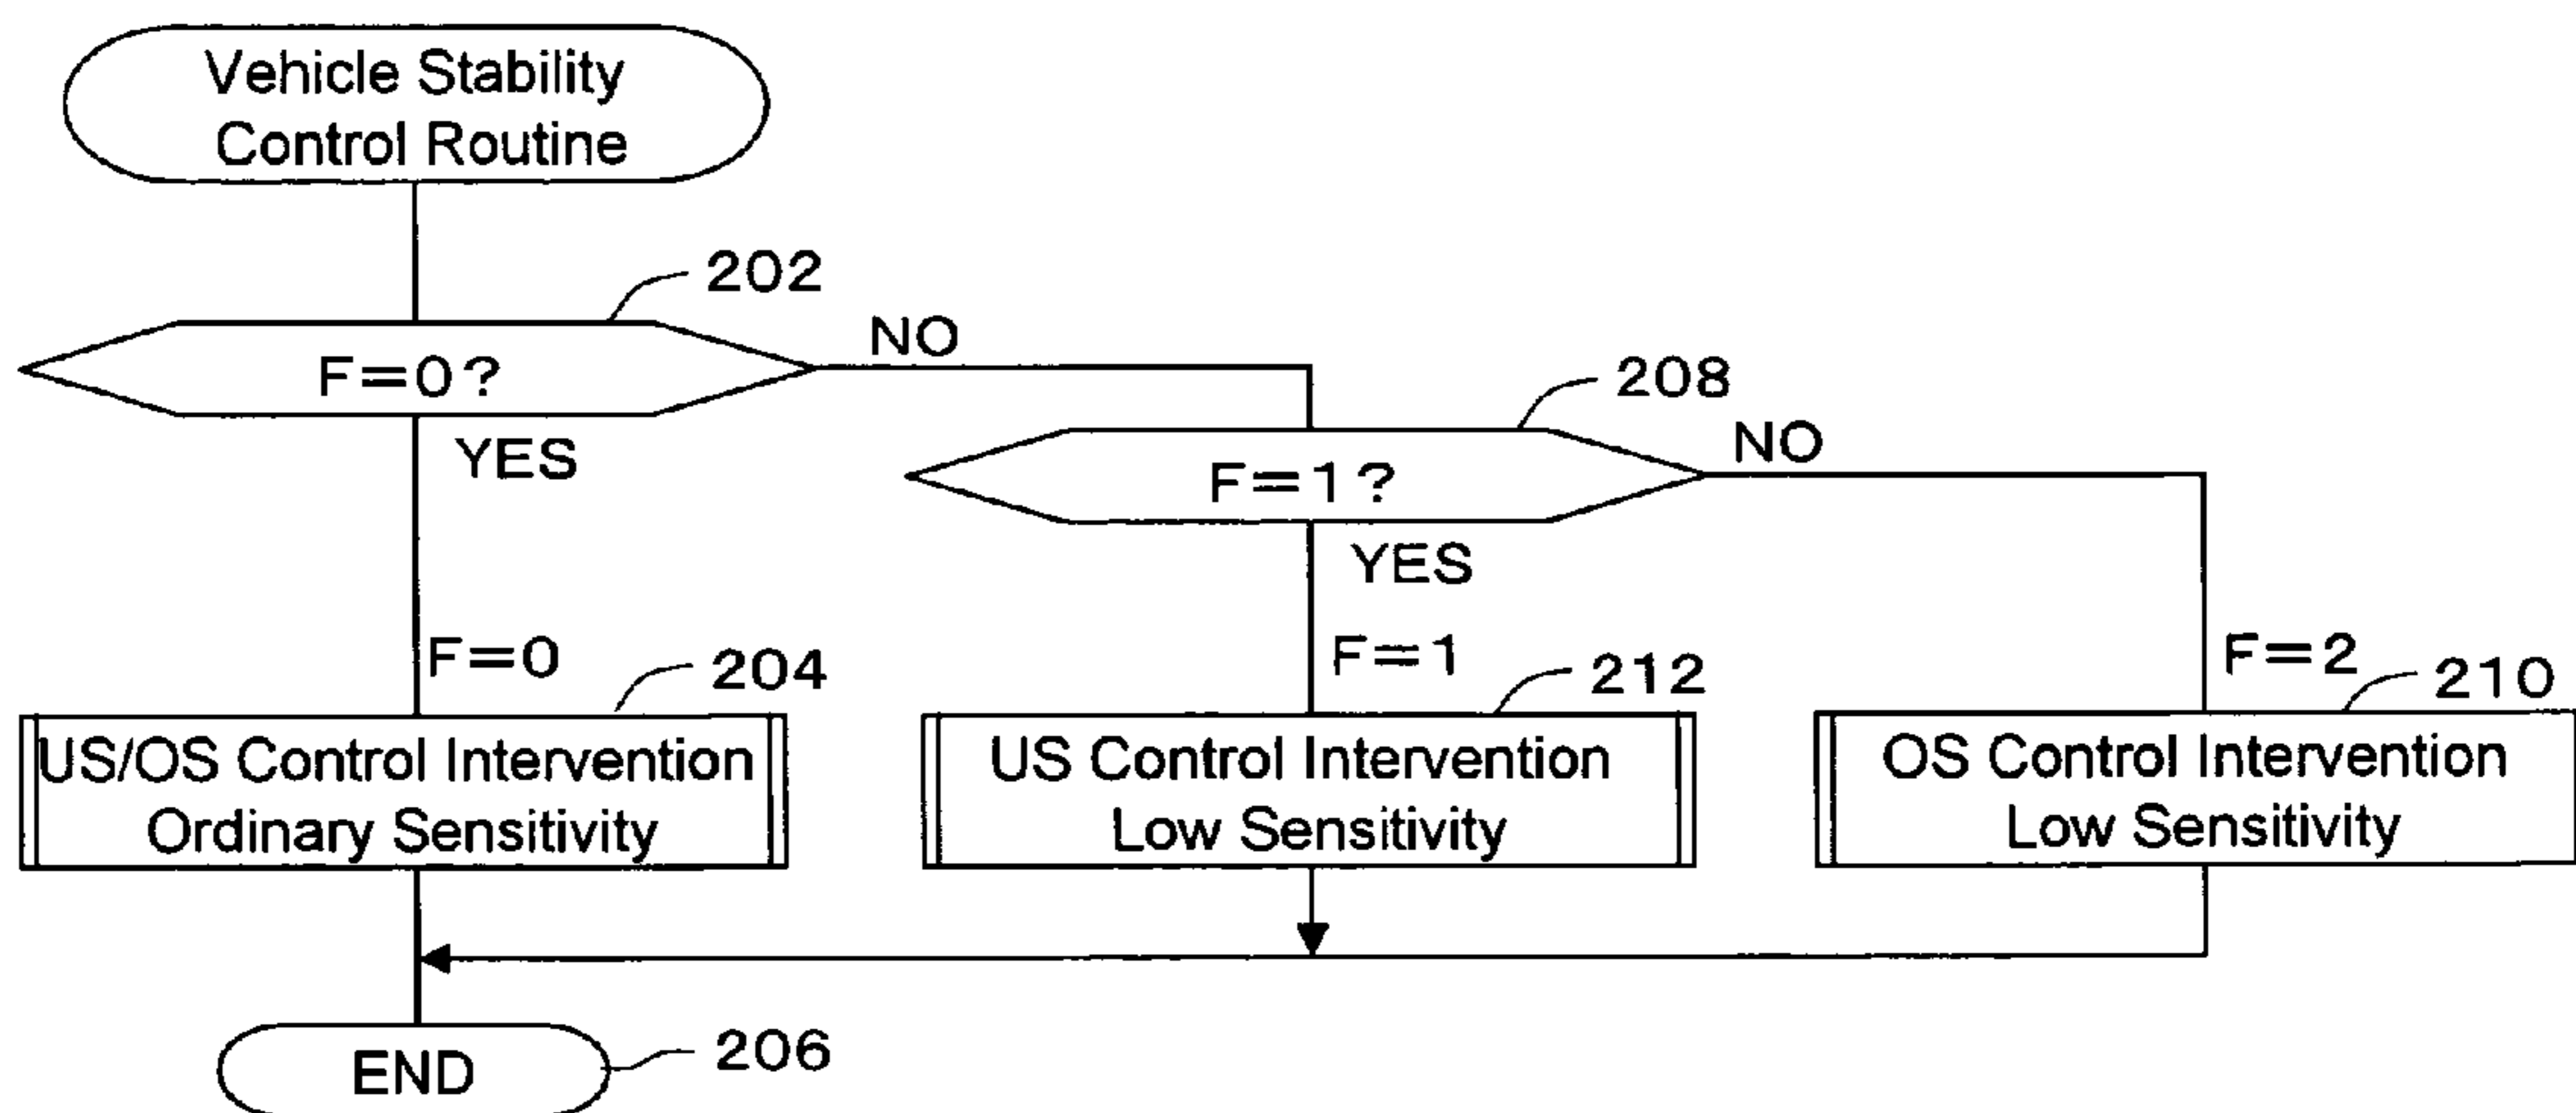 Vehicle Stability
Control Routine
202
F=0?
NO
YES
208
F=1?
NO
YES
F=0
204
F=1
212
F=2
210
US/OS Control Intervention
Ordinary Sensitivity
US Control Intervention
Low Sensitivity
OS Control Intervention
Low Sensitivity
END
206